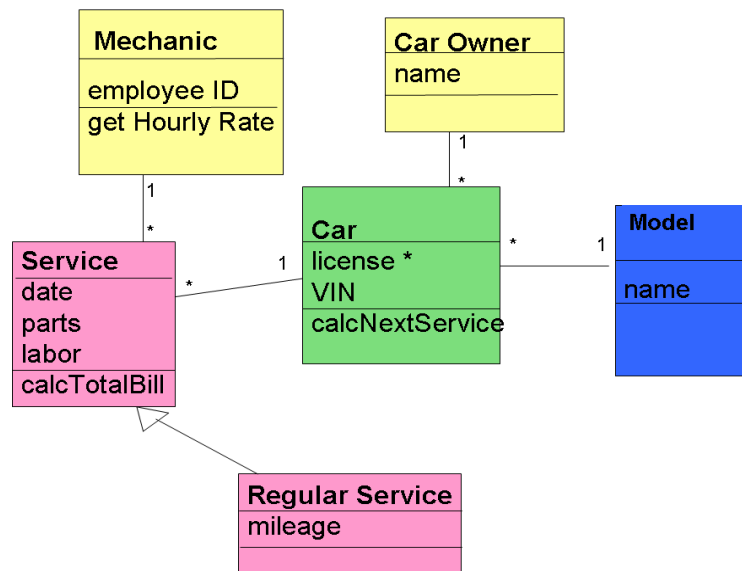 Mechanic
employee ID
get Hourly Rate
Car Owner
name
1
*
1
*
Service
date
parts
labor
calcTotalBill
*
1
Car
license *
VIN
calcNextService
*
1
Model
name
Regular Service
mileage